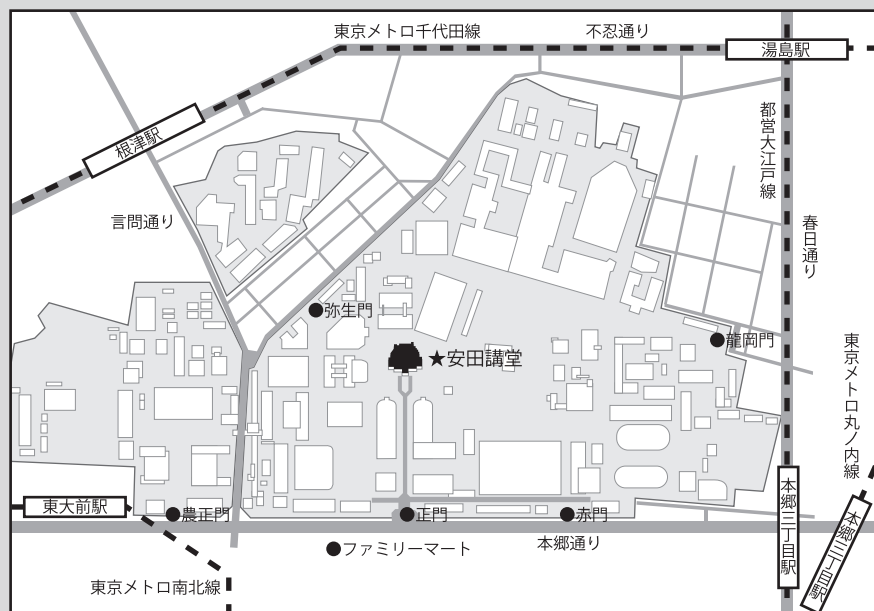 東京メトロ千代田線
不忍通り
湯島駅
根津駅
都営大江戸線
言問通り
春日通り
弥生門
龍岡門
★安田講堂
東京メトロ丸ノ内線
東大前駅
農正門
正門
赤門
本郷三丁目駅
本郷三丁目駅
ファミリーマート
本郷通り
東京メトロ南北線